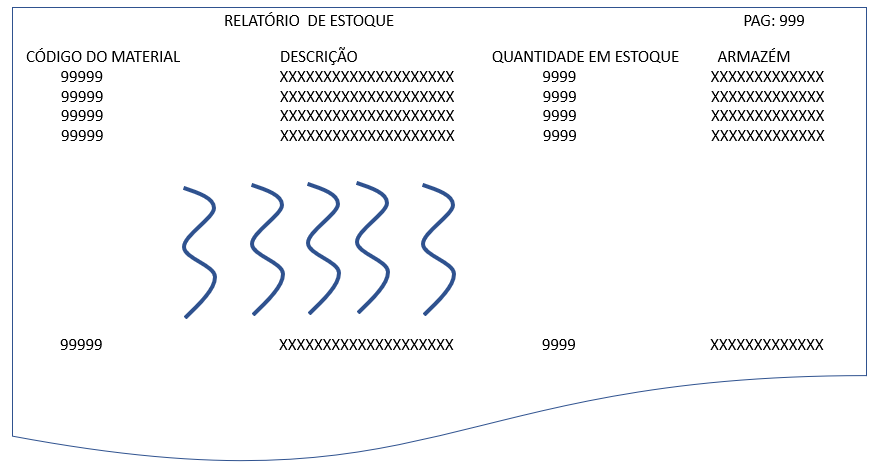 RELATÓRIO DE ESTOQUE PAG: 999
CÓDIGO DO MATERIAL DESCRIÇÃO QUANTIDADE EM ESTOQUE ARMAZÉM
99999 XXXXXXXXXXXXXXXXXXXX 9999 XXXXXXXXXXXXX
99999 XXXXXXXXXXXXXXXXXXXX 9999 XXXXXXXXXXXXX
99999 XXXXXXXXXXXXXXXXXXXX 9999 XXXXXXXXXXXXX
99999 XXXXXXXXXXXXXXXXXXXX 9999 XXXXXXXXXXXXX
99999 XXXXXXXXXXXXXXXXXXXX 9999 XXXXXXXXXXXXX